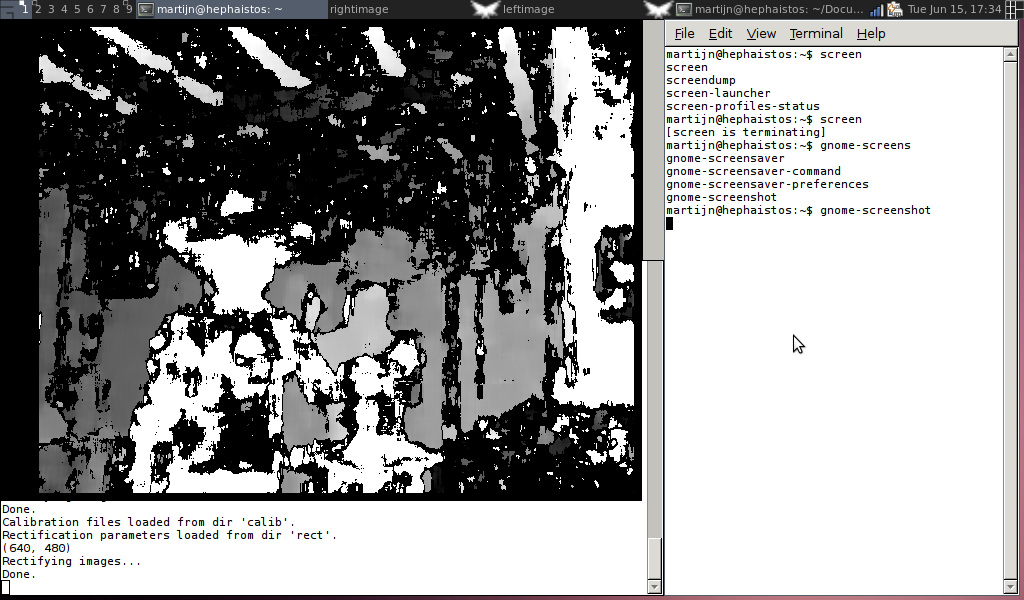 1 2 3 4 5 6 7 8 9 martijn@hephaistos: ~ rightimage leftimage martijn@hephaistos: ~/Docu... Tue Jun 15, 17:34
File Edit View Terminal Help
martijn@hephaistos:~$ screen
screen
screendump
screen-launcher
screen-profiles-status
martijn@hephaistos:~$ screen
[screen is terminating]
martijn@hephaistos:~$ gnome-screens
gnome-screensaver
gnome-screensaver-command
gnome-screensaver-preferences
gnome-screenshot
martijn@hephaistos:~$ gnome-screenshot
Done.
Calibration files loaded from dir 'calib'.
Rectification parameters loaded from dir 'rect'.
(640, 480)
Rectifying images...
Done.